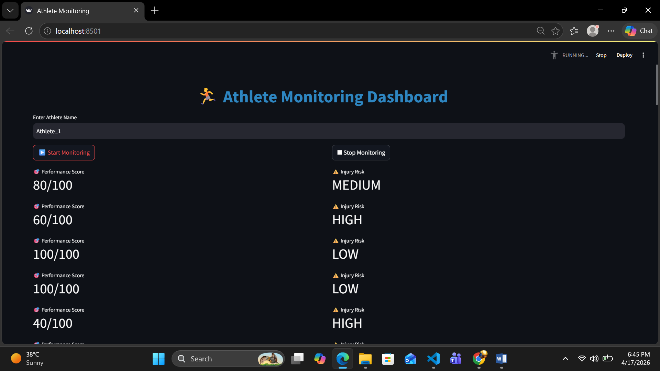 Athlete Monitoring
localhost:8501
Chat
RUNNING...
Stop
Deploy
Athlete Monitoring Dashboard
Enter Athlete Name
Athlete_1
Start Monitoring
Stop Monitoring
Performance Score
Injury Risk
80/100
MEDIUM
Performance Score
Injury Risk
60/100
HIGH
Performance Score
Injury Risk
100/100
LOW
Performance Score
Injury Risk
100/100
LOW
Performance Score
Injury Risk
40/100
HIGH
38°C
Sunny
Search
6:45 PM
4/17/2026